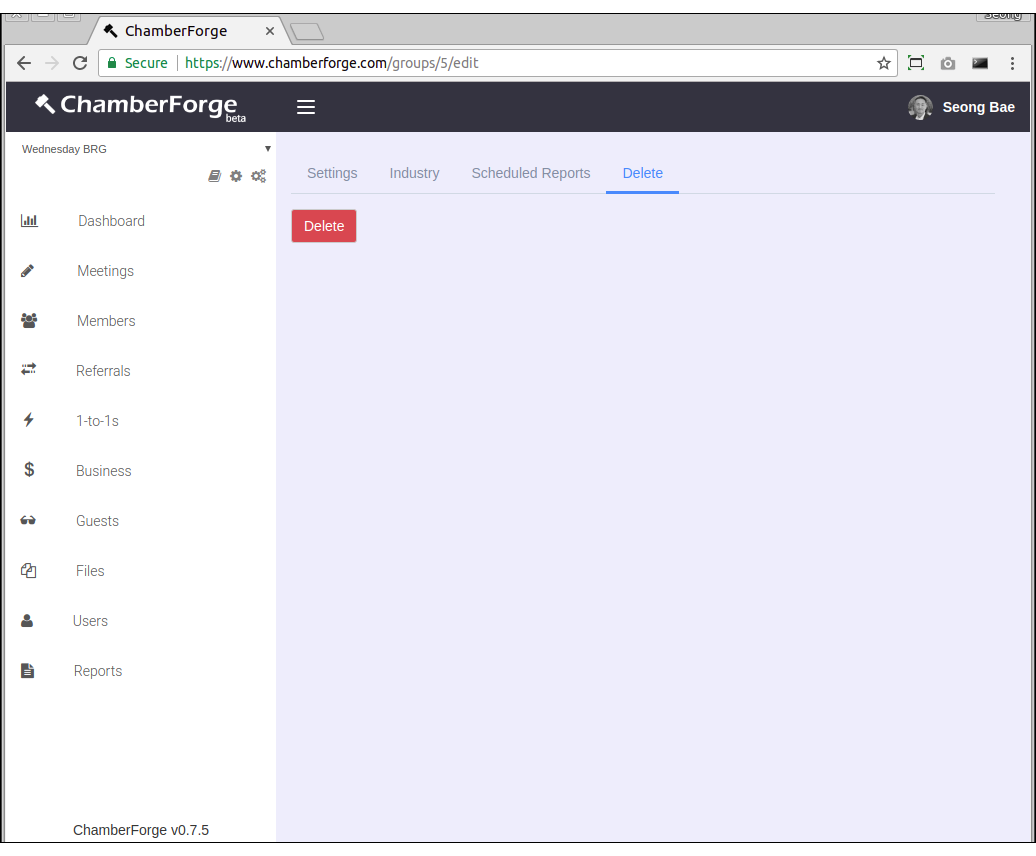 Seong
ChamberForge
Secure https://www.chamberforge.com/groups/5/edit
ChamberForge beta
Seong Bae
Wednesday BRG
Settings Industry Scheduled Reports Delete
Delete
Dashboard
Meetings
Members
Referrals
1-to-1s
Business
Guests
Files
Users
Reports
ChamberForge v0.7.5